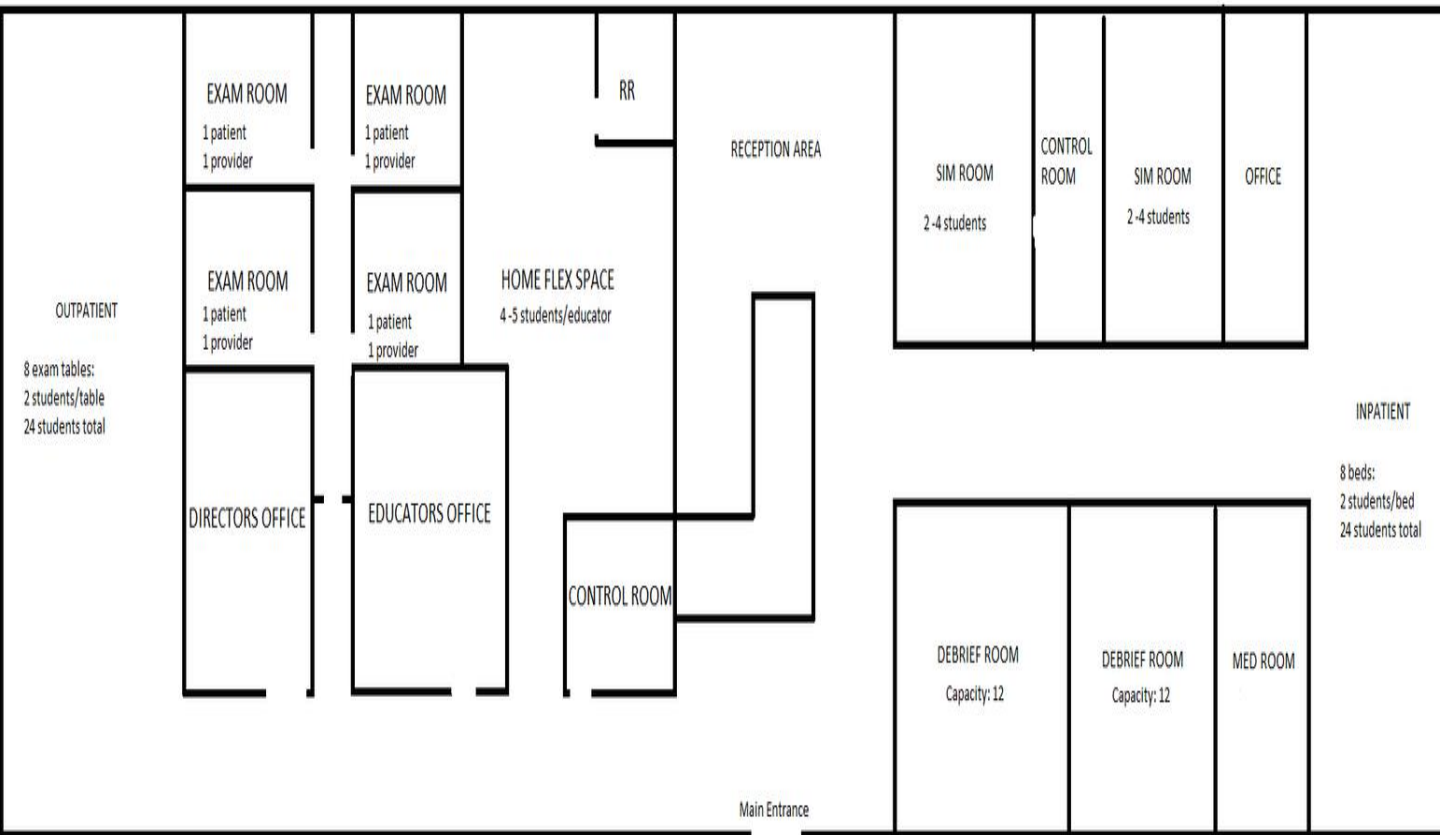 EXAM ROOM
1 patient
1 provider
EXAM ROOM
1 patient
1 provider
RR
RECEPTION AREA
SIM ROOM
2 -4 students
CONTROL
ROOM
SIM ROOM
2 -4 students
OFFICE
OUTPATIENT
8 exam tables:
2 students/table
24 students total
EXAM ROOM
1 patient
1 provider
EXAM ROOM
1 patient
1 provider
HOME FLEX SPACE
4 -5 students/educator
INPATIENT
8 beds:
2 students/bed
24 students total
DIRECTORS OFFICE
EDUCATORS OFFICE
CONTROL ROOM
DEBRIEF ROOM
Capacity: 12
DEBRIEF ROOM
Capacity: 12
MED ROOM
Main Entrance